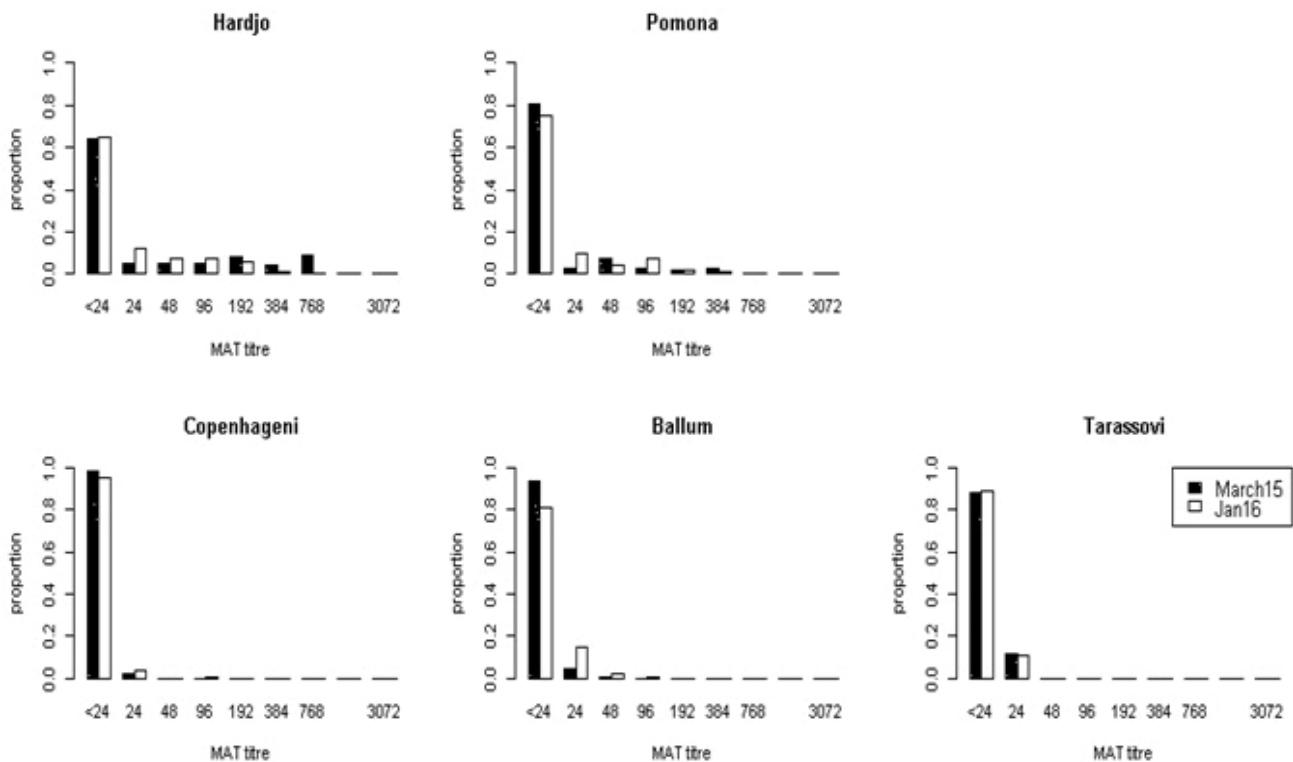 Hardjo
proportion
0.0 0.2 0.4 0.6 0.8 1.0
<24 24 48 96 192 384 768 3072
MAT titre
Pomona
proportion
0.0 0.2 0.4 0.6 0.8 1.0
<24 24 48 96 192 384 768 3072
MAT titre
Copenhageni
proportion
0.0 0.2 0.4 0.6 0.8 1.0
<24 24 48 96 192 384 768 3072
MAT titre
Ballum
proportion
0.0 0.2 0.4 0.6 0.8 1.0
<24 24 48 96 192 384 768 3072
MAT titre
Tarassovi
proportion
0.0 0.2 0.4 0.6 0.8 1.0
March15
Jan16
<24 24 48 96 192 384 768 3072
MAT titre